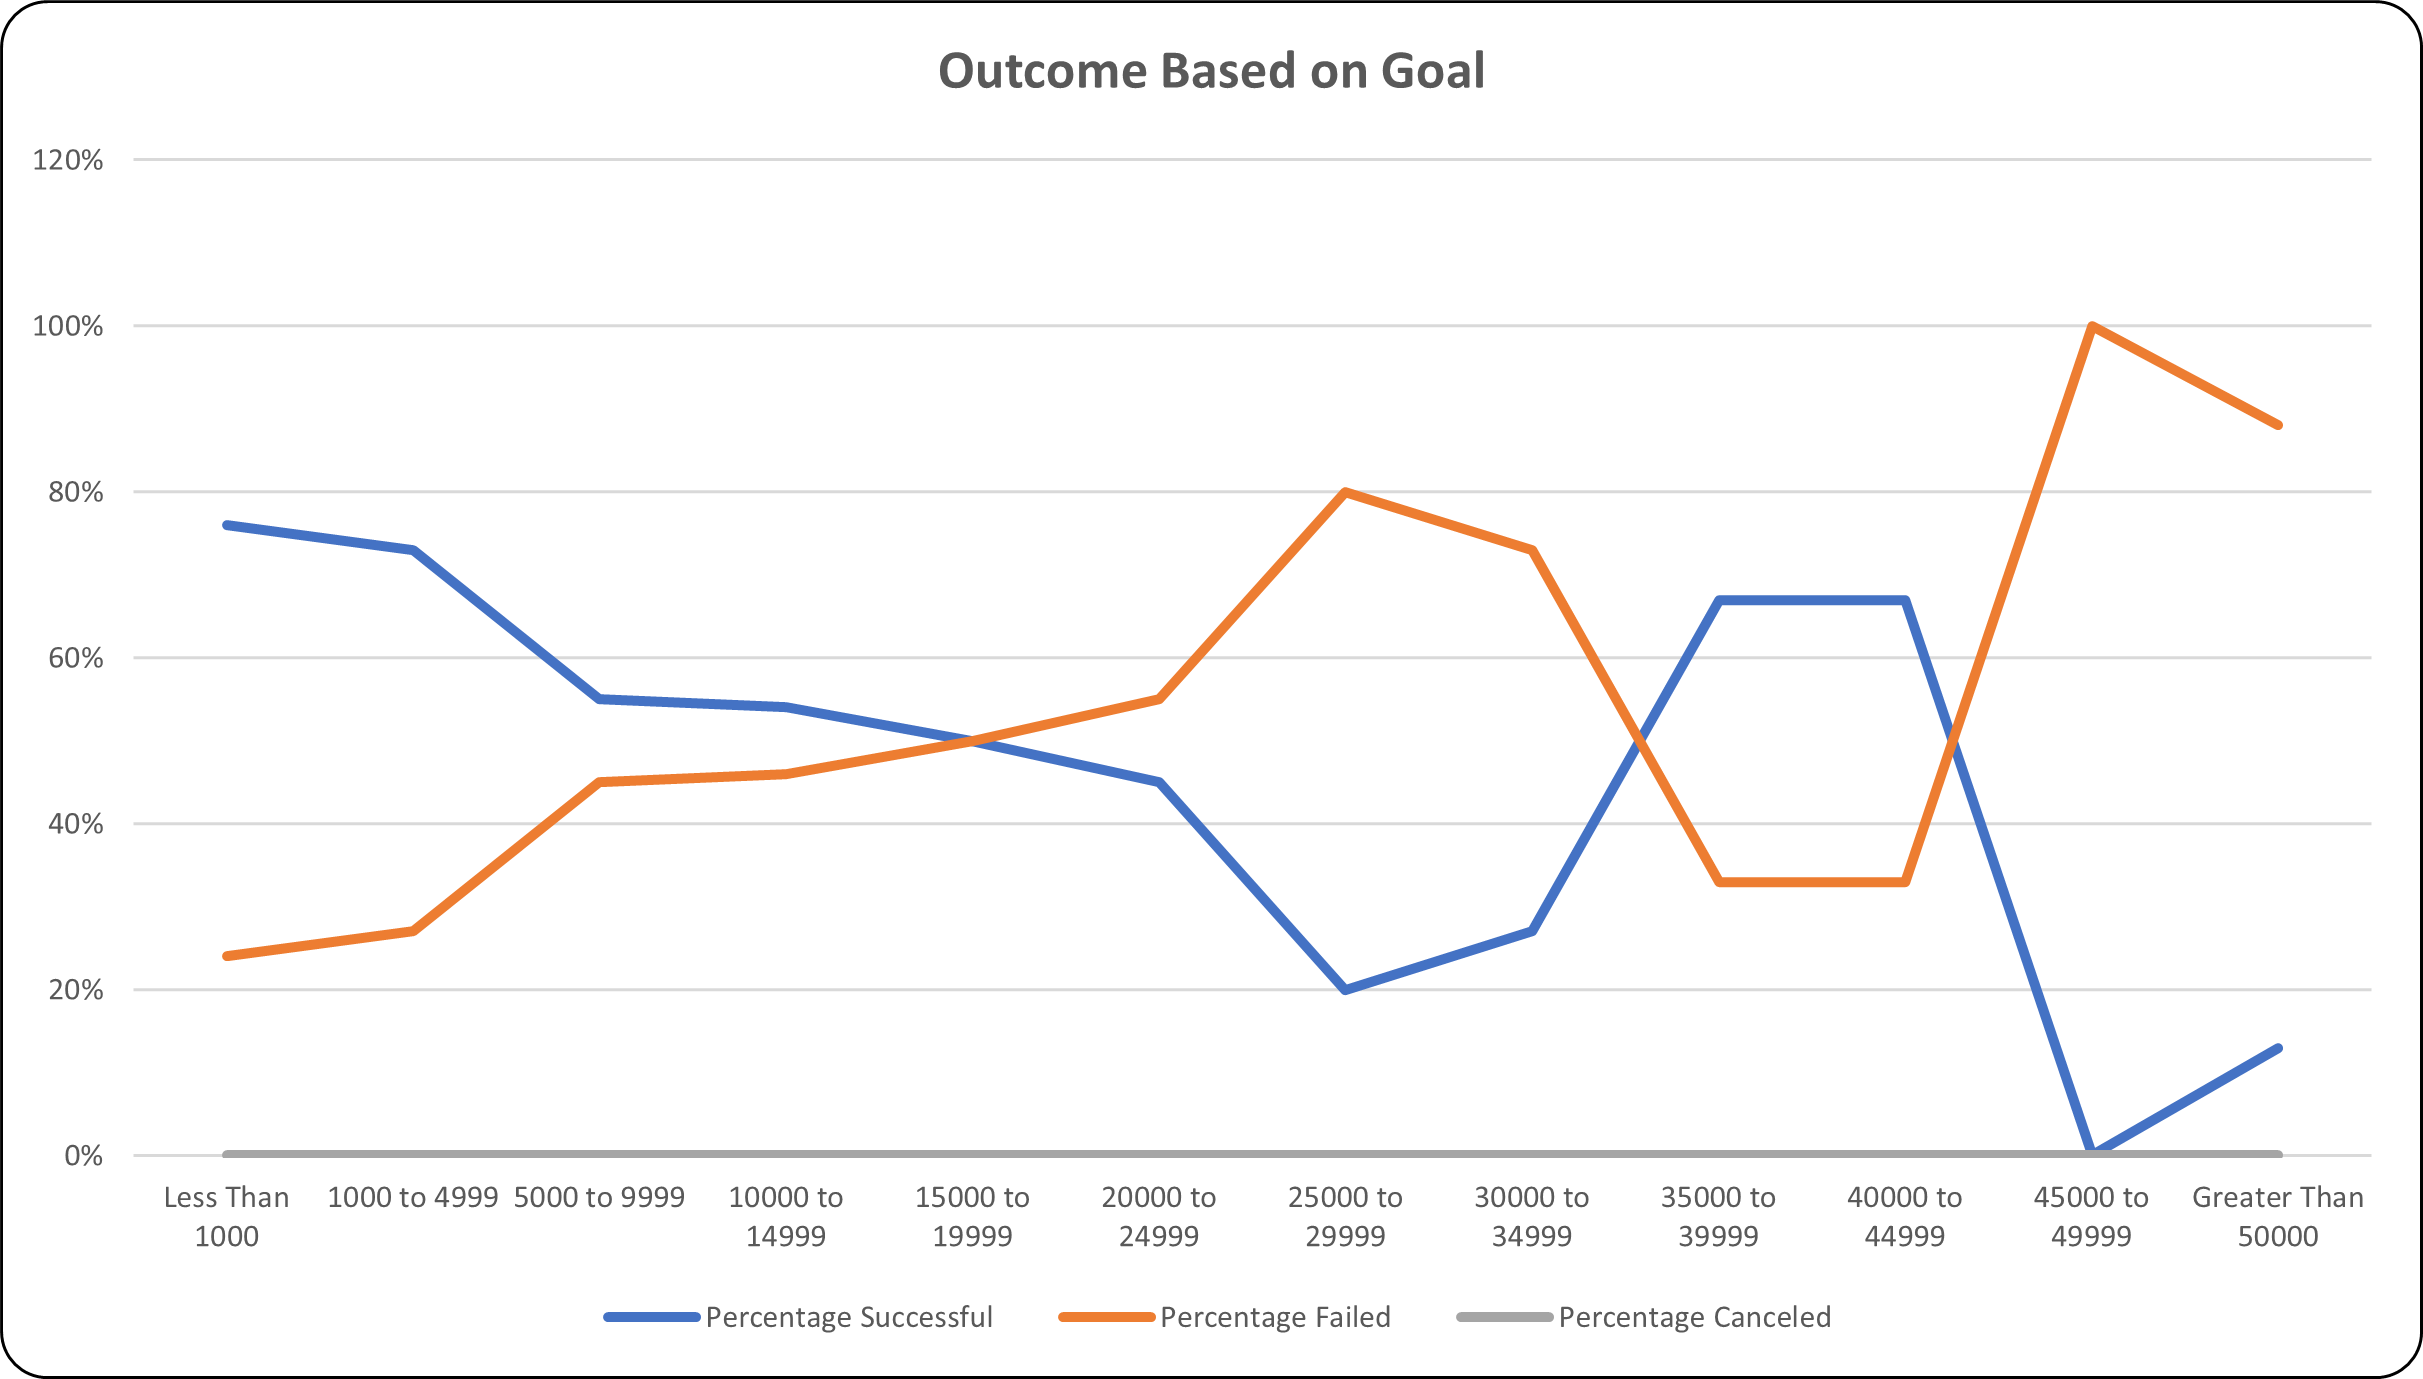 Outcome Based on Goal
120%
100%
80%
60%
40%
20%
0%
Less Than
1000
1000 to 4999
5000 to 9999
10000 to
14999
15000 to
19999
20000 to
24999
25000 to
29999
30000 to
34999
35000 to
39999
40000 to
44999
45000 to
49999
Greater Than
50000
Percentage Successful
Percentage Failed
Percentage Canceled